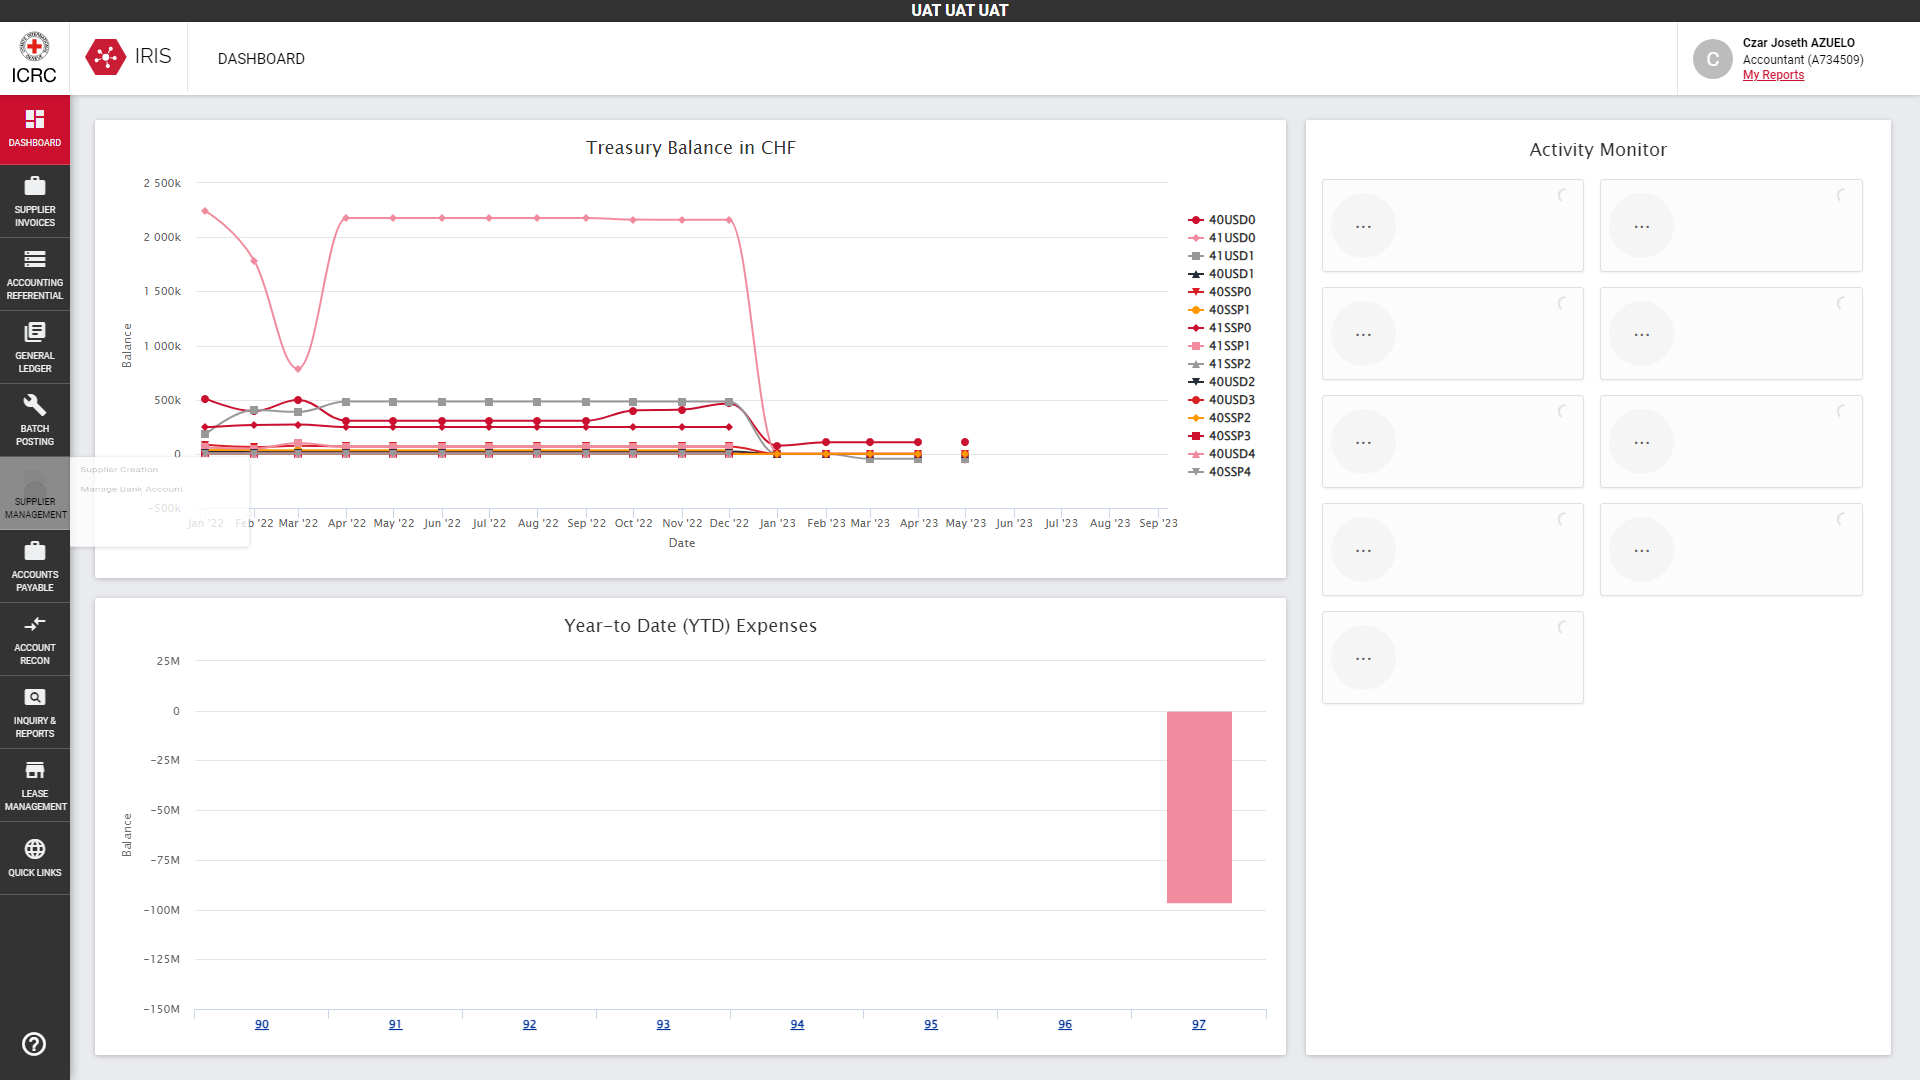 UAT UAT UAT
ICRC
IRIS
DASHBOARD
C
Czar Joseth AZUELO
Accountant (A734509)
My Reports
DASHBOARD
SUPPLIER
INVOICES
ACCOUNTING
REFERENTIAL
GENERAL
LEDGER
BATCH
POSTING
SUPPLIER
MANAGEMENT
Supplier Creation
Manage Bank Account
ACCOUNTS
PAYABLE
ACCOUNT
RECON
INQUIRY &
REPORTS
LEASE
MANAGEMENT
QUICK LINKS
Treasury Balance in CHF
Balance
2 500k
2 000k
1 500k
1 000k
500k
0
-500k
Jan '22 Feb '22 Mar '22 Apr '22 May '22 Jun '22 Jul '22 Aug '22 Sep '22 Oct '22 Nov '22 Dec '22 Jan '23 Feb '23 Mar '23 Apr '23 May '23 Jun '23 Jul '23 Aug '23 Sep '23
Date
40USD0
41USD0
41USD1
40USD1
40SSP0
40SSP1
41SSP0
41SSP1
41SSP2
40USD2
40USD3
40SSP2
40SSP3
40USD4
40SSP4
Year-to Date (YTD) Expenses
Balance
25M
0
-25M
-50M
-75M
-100M
-125M
-150M
90 91 92 93 94 95 96 97
Activity Monitor
... ...
... ...
... ...
... ...
...